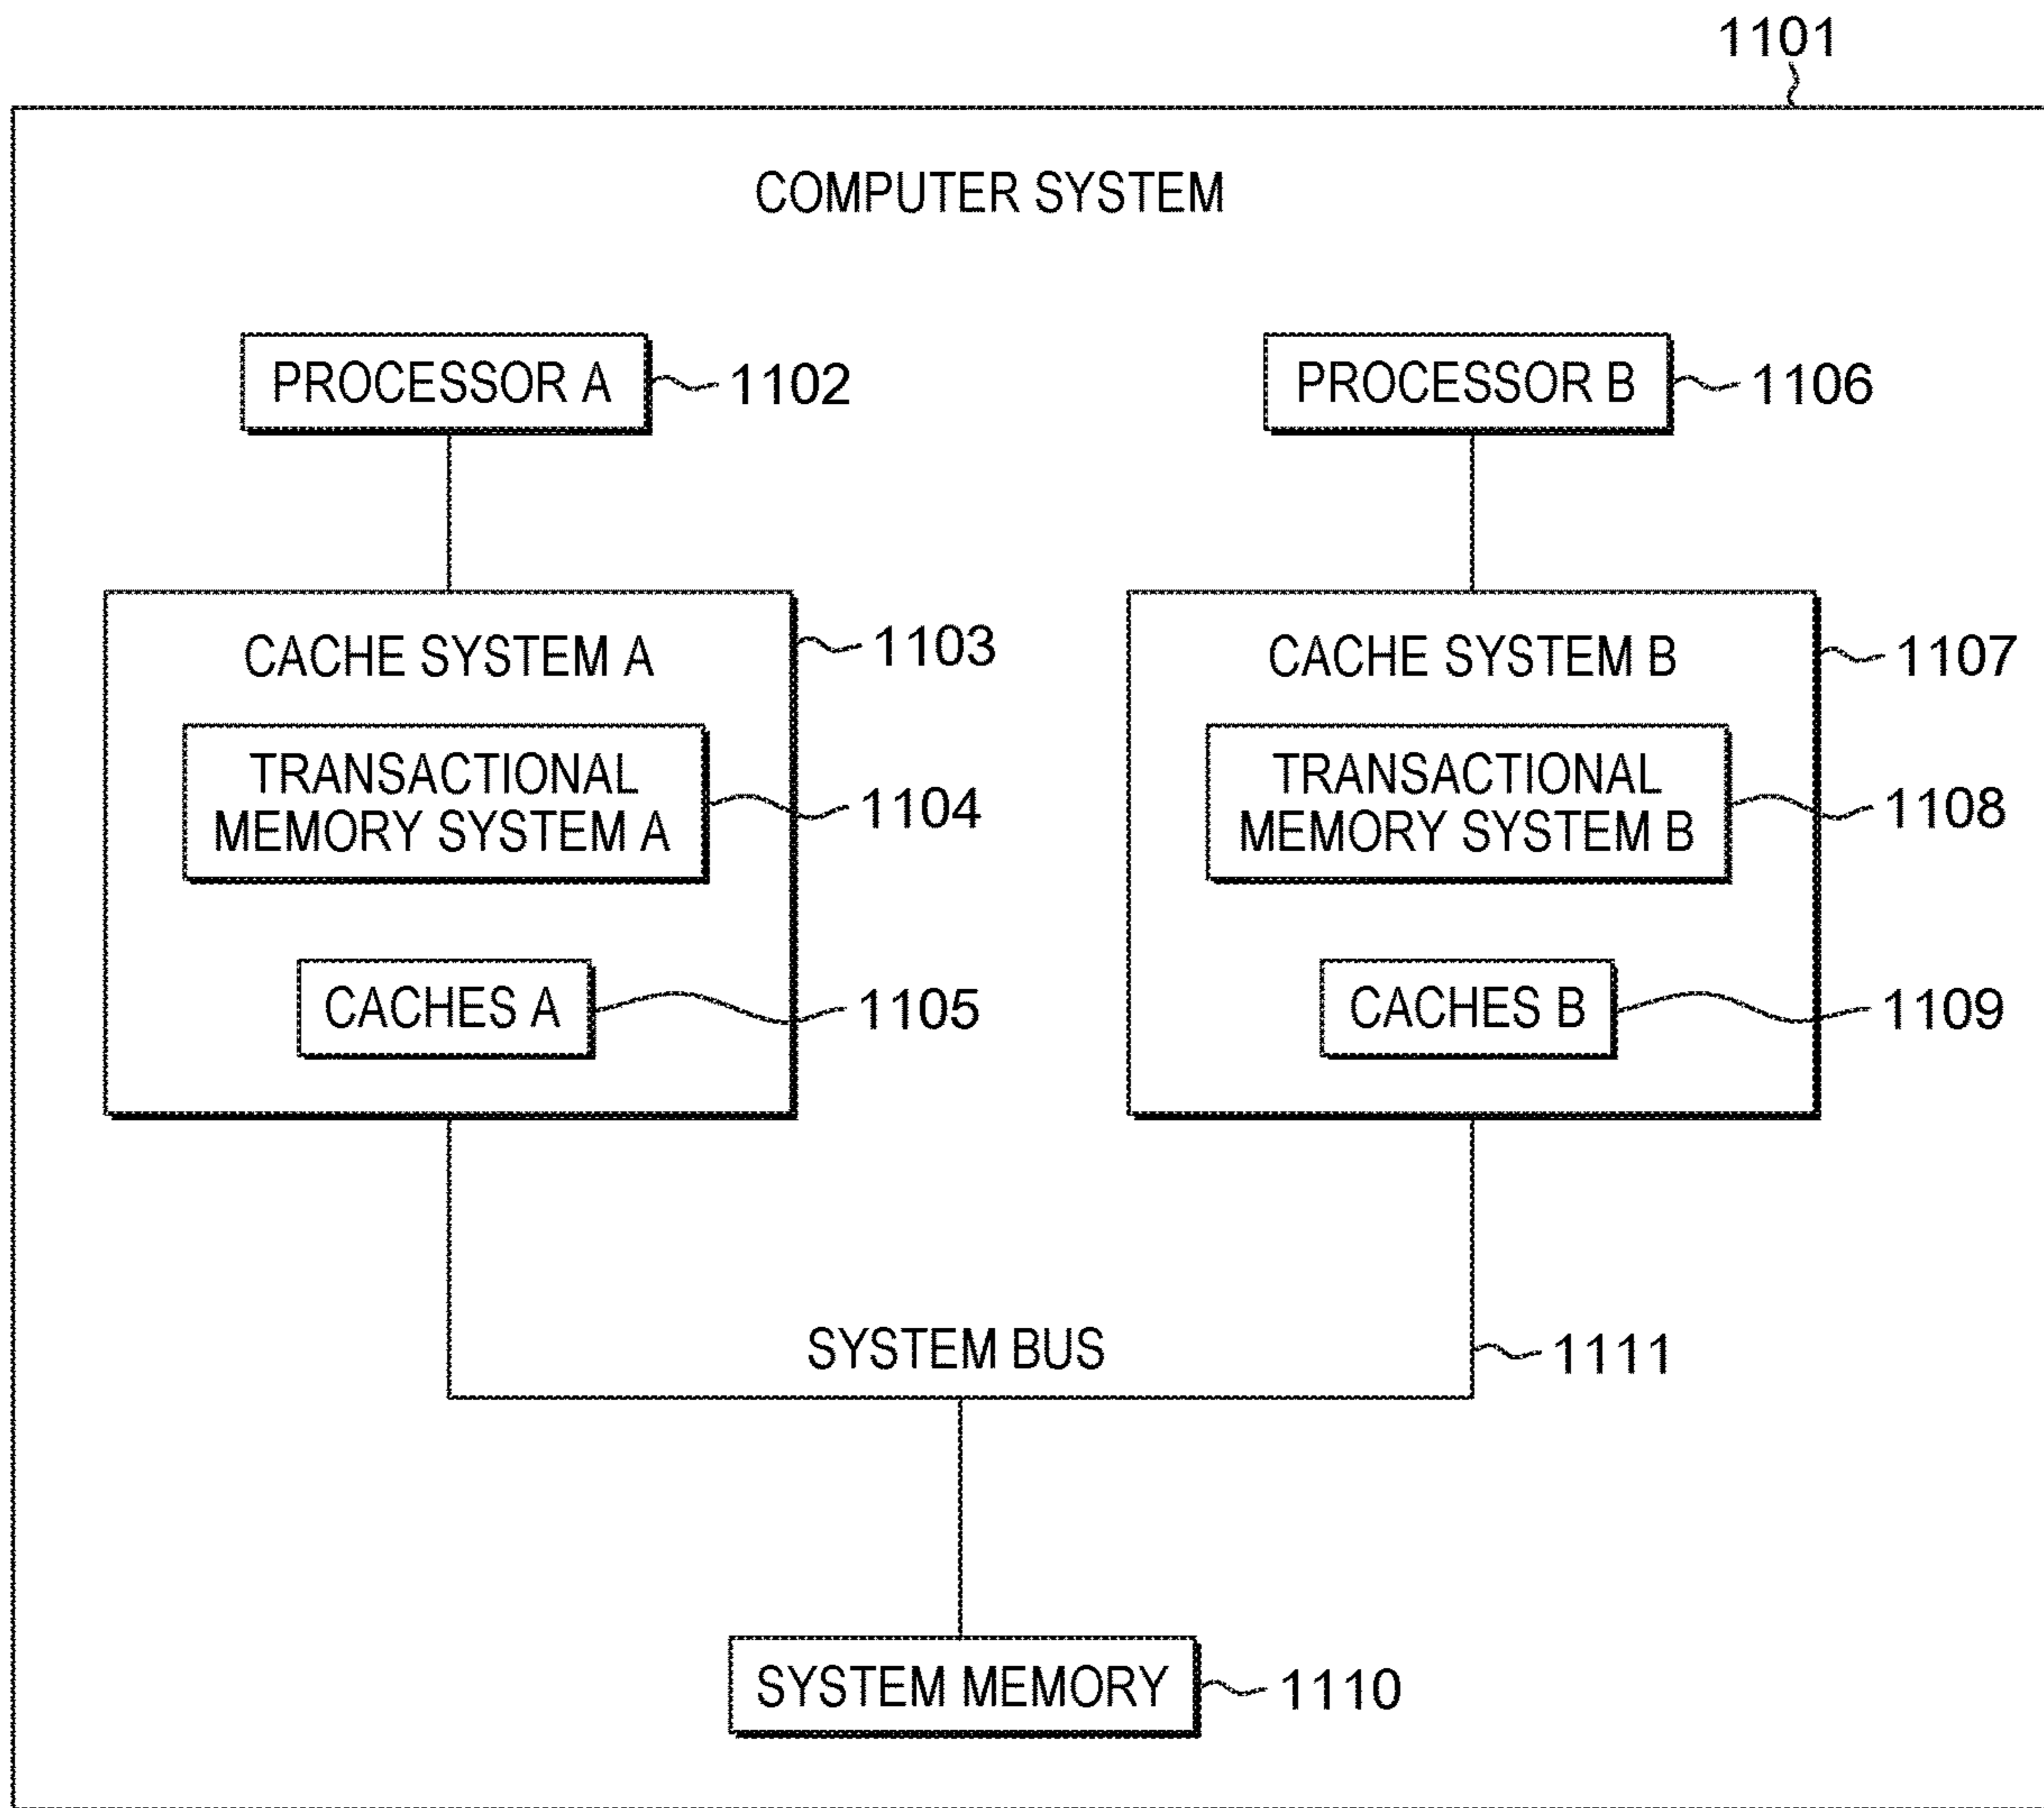 1101
COMPUTER SYSTEM
PROCESSOR A
1102
PROCESSOR B
1106
CACHE SYSTEM A
1103
CACHE SYSTEM B
1107
TRANSACTIONAL
MEMORY SYSTEM A
1104
TRANSACTIONAL
MEMORY SYSTEM B
1108
CACHES A
1105
CACHES B
1109
SYSTEM BUS
1111
SYSTEM MEMORY
1110